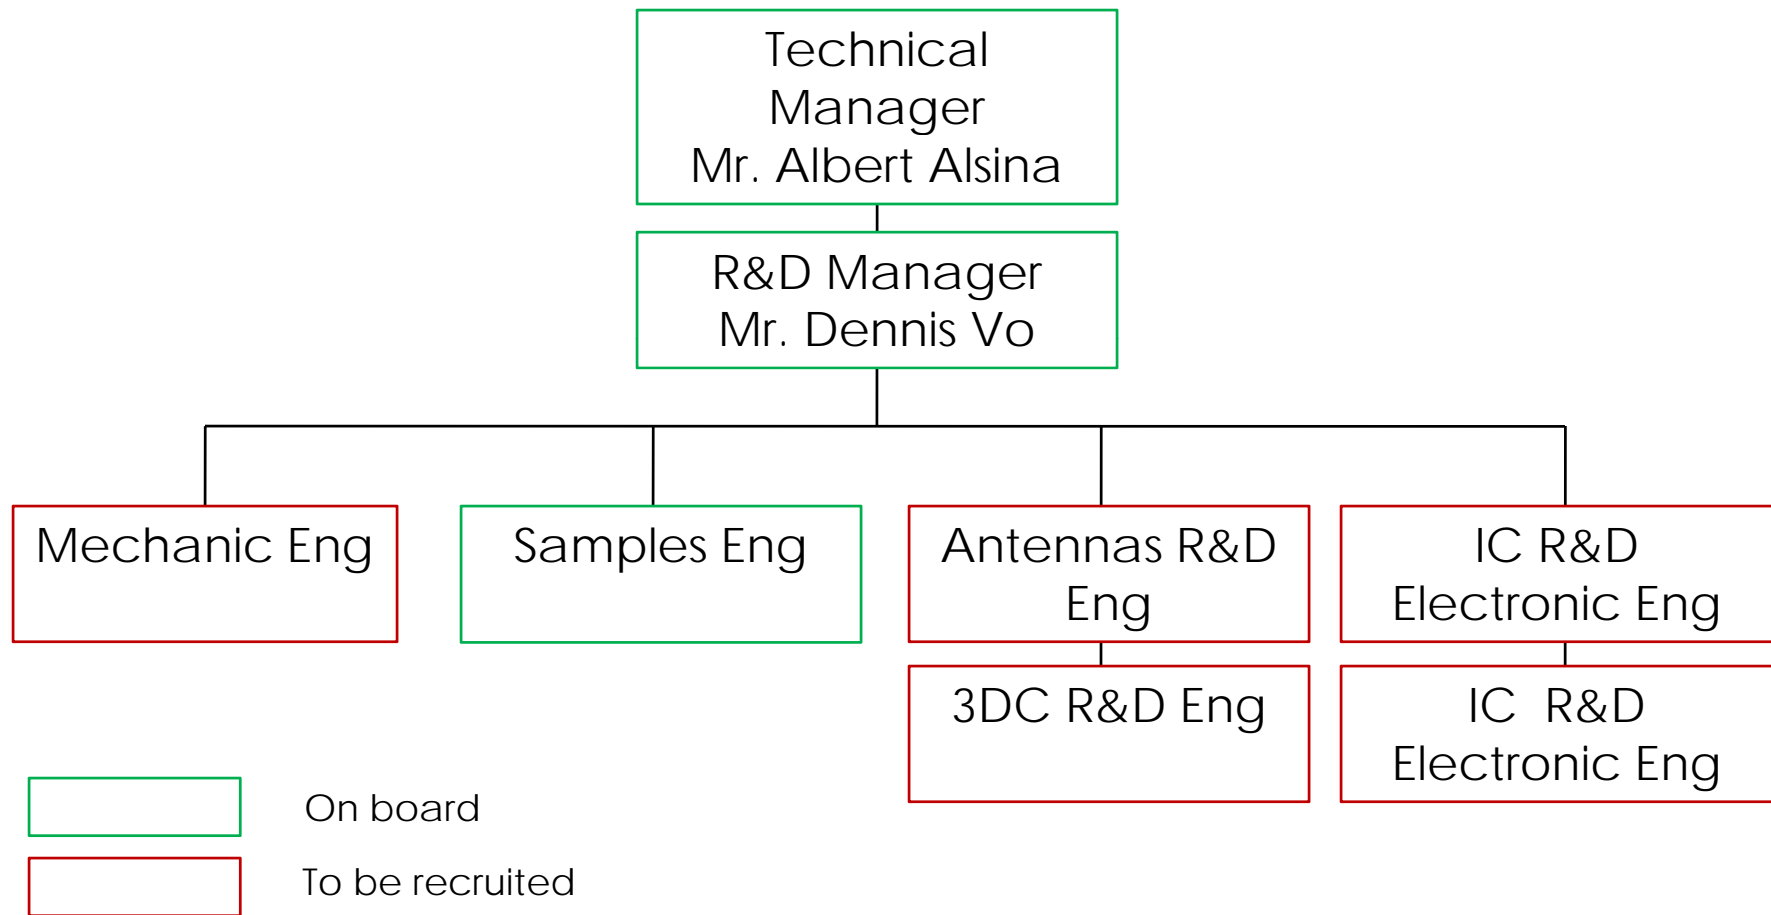 Technical
Manager
Mr. Albert Alsina
R&D Manager
Mr. Dennis Vo
Mechanic Eng
Samples Eng
Antennas R&D
Eng
IC R&D
Electronic Eng
3DC R&D Eng
IC R&D
Electronic Eng
On board
To be recruited